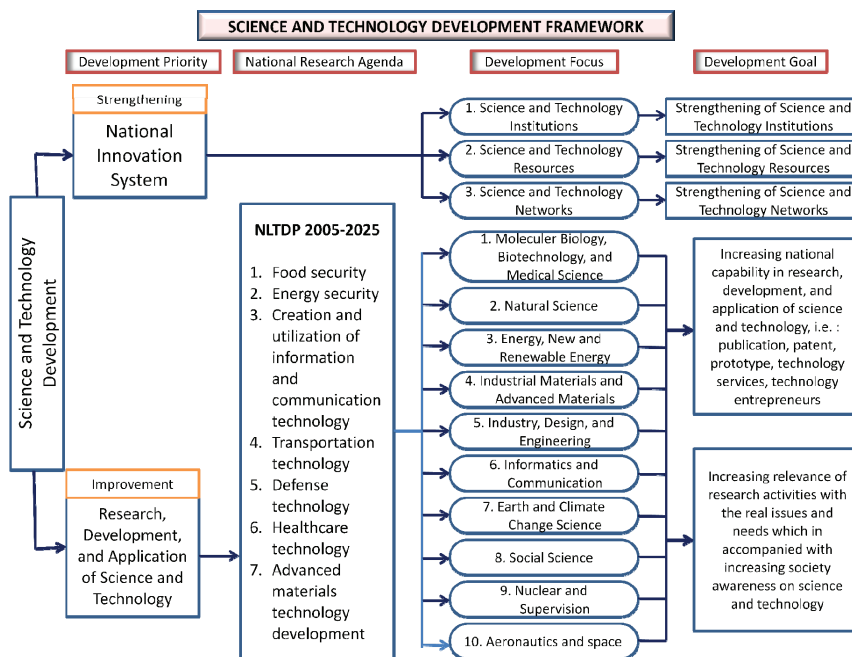 SCIENCE AND TECHNOLOGY DEVELOPMENT FRAMEWORK
Development Priority
National Research Agenda
Development Focus
Development Goal
Science and Technology
Development
Strengthening
National
Innovation
System
1. Science and Technology
Institutions
Strengthening of Science and
Technology Institutions
2. Science and Technology
Resources
Strengthening of Science and
Technology Resources
3. Science and Technology
Networks
Strengthening of Science and
Technology Networks
Improvement
Research,
Development,
and Application
of Science and
Technology
NLTDP 2005-2025
1. Food security
2. Energy security
3. Creation and
utilization of
information
and
communication
technology
4. Transportation
technology
5. Defense
technology
6. Healthcare
technology
7. Advanced
materials
technology
development
1. Moleculer Biology,
Biotechnology, and
Medical Science
2. Natural Science
3. Energy, New and
Renewable Energy
4. Industrial Materials and
Advanced Materials
5. Industry, Design, and
Engineering
6. Informatics and
Communication
7. Earth and Climate
Change Science
8. Social Science
9. Nuclear and
Supervision
10. Aeronautics and space
Increasing national
capability in research,
development, and
application of science
and technology, i.e. :
publication, patent,
prototype, technology
services, technology
entrepreneurs
Increasing relevance of
research activities with
the real issues and
needs which in
accompanied with
increasing society
awareness on science
and technology